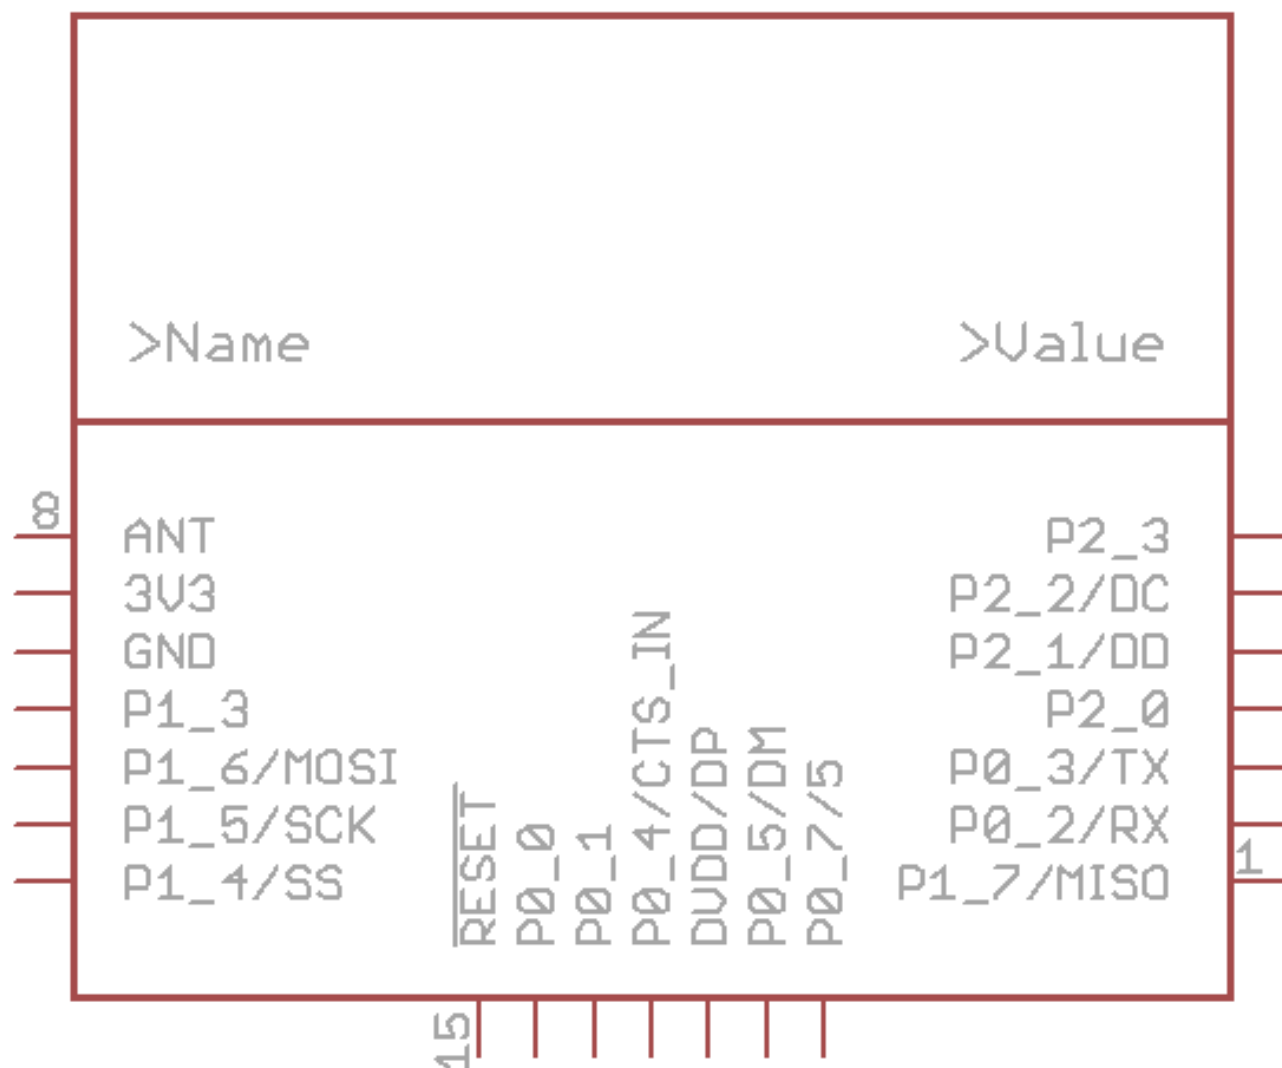 >Name
>Value
8
ANT
3V3
GND
P1_3
P1_6/MOSI
P1_5/SCK
P1_4/SS
RESET
P0_0
P0_1
P0_4/CTS_IN
DVDD/DP
P0_5/DM
P0_7/5
P2_3
P2_2/DC
P2_1/DD
P2_0
P0_3/TX
P0_2/RX
P1_7/MISO
1
15